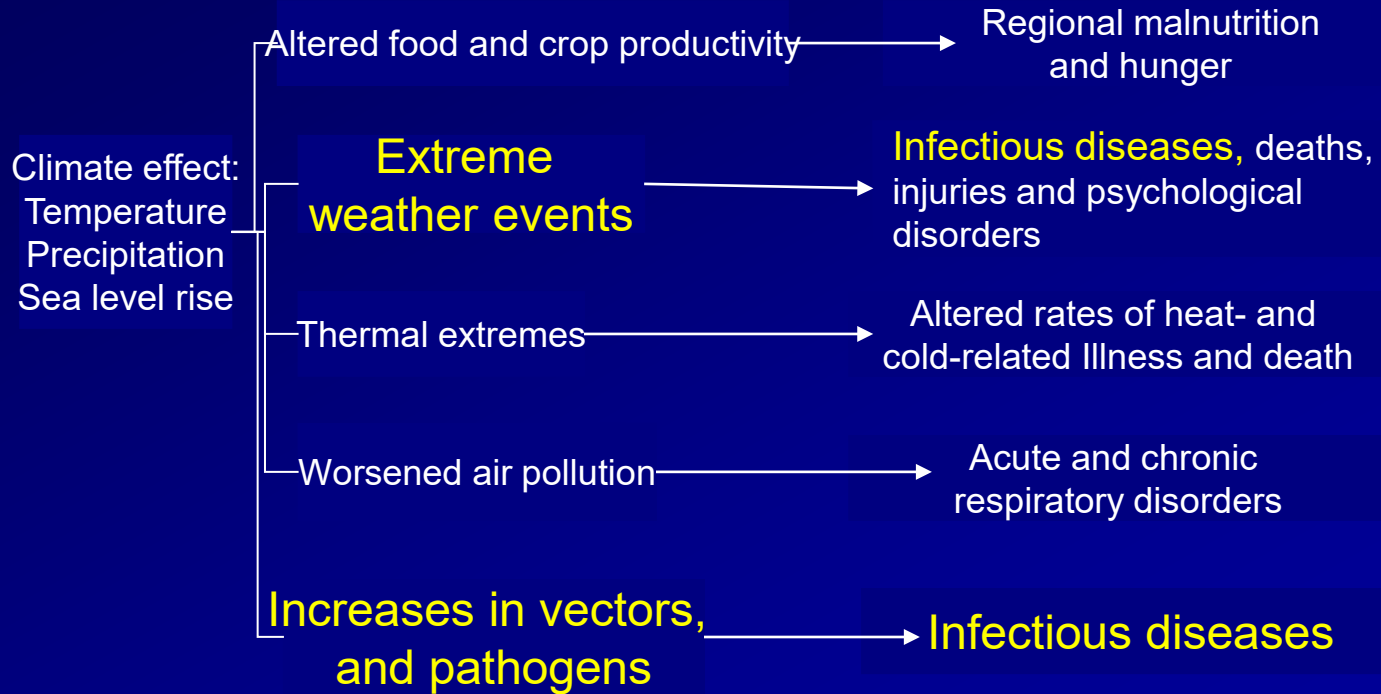 Climate effect:
Temperature
Precipitation
Sea level rise
Altered food and crop productivity
Regional malnutrition
and hunger
Extreme
weather events
Infectious diseases, deaths,
injuries and psychological
disorders
Thermal extremes
Altered rates of heat- and
cold-related Illness and death
Worsened air pollution
Acute and chronic
respiratory disorders
Increases in vectors,
and pathogens
Infectious diseases